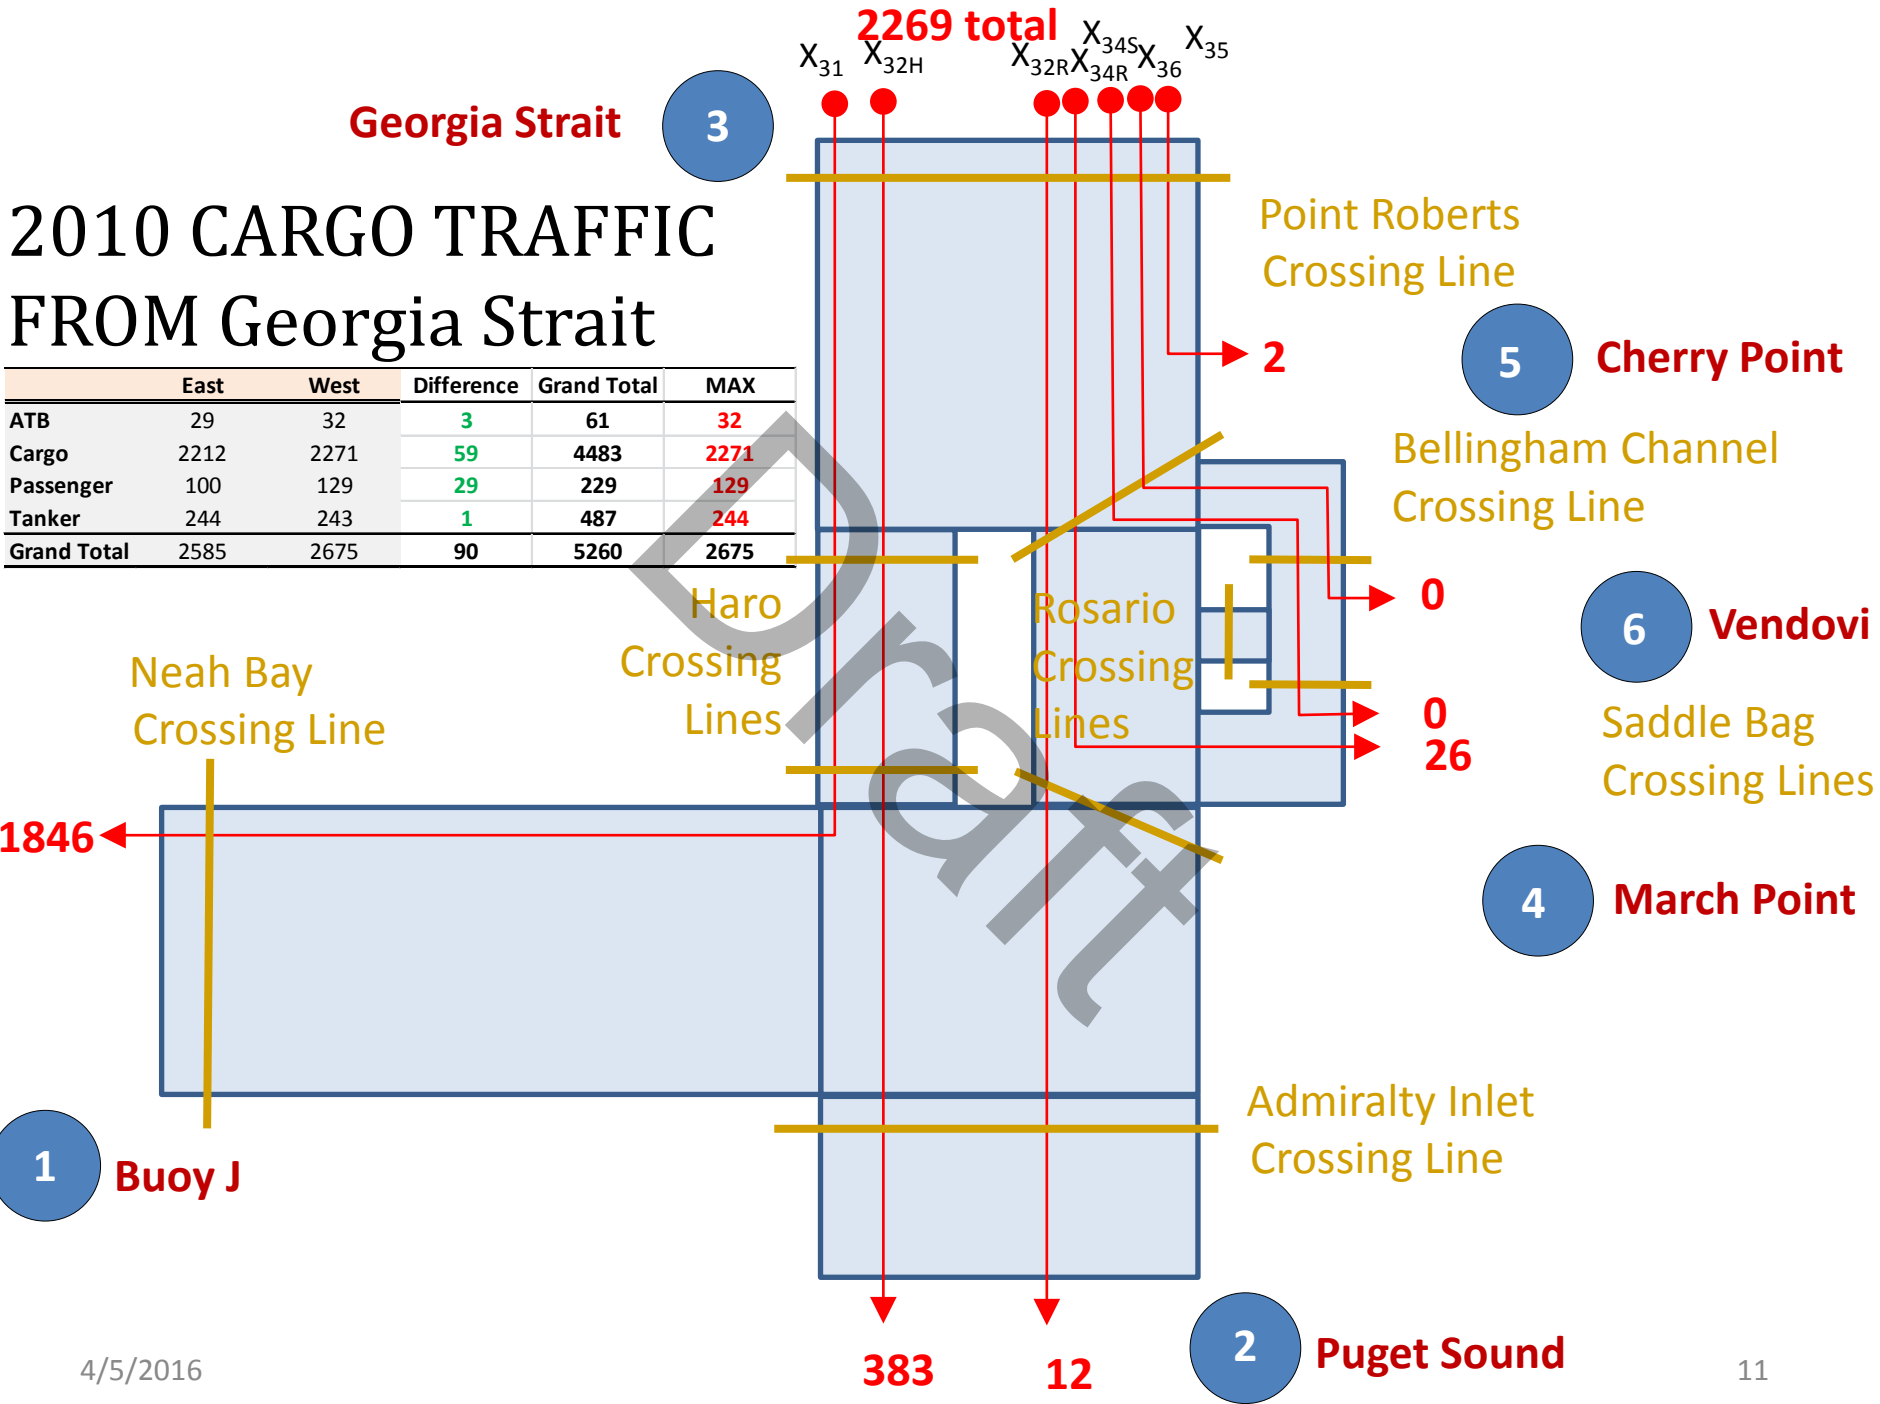 2269 total
X31 X32H X32R X34R X34S X36 X35
Georgia Strait
3
2010 CARGO TRAFFIC
FROM Georgia Strait
East West Difference Grand Total MAX
ATB 29 32 3 61 32
Cargo 2212 2271 59 4483 2271
Passenger 100 129 29 229 129
Tanker 244 243 1 487 244
Grand Total 2585 2675 90 5260 2675
Point Roberts
Crossing Line
2
5
Cherry Point
Bellingham Channel
Crossing Line
Haro
Crossing
Lines
Rosario
Crossing
Lines
0
6
Vendovi
Neah Bay
Crossing Line
0
26
Saddle Bag
Crossing Lines
1846
4
March Point
Draft
Admiralty Inlet
Crossing Line
1
Buoy J
383
12
2
Puget Sound
4/5/2016
11